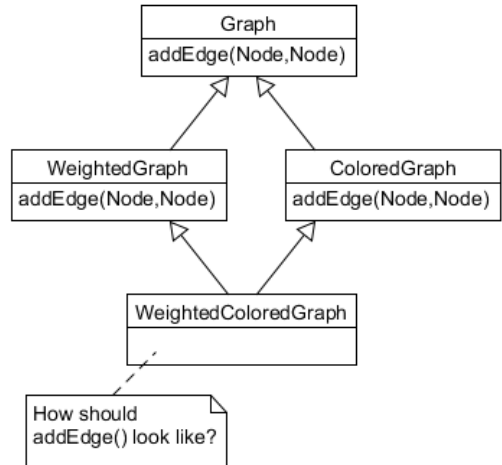 Graph
addEdge(Node,Node)
WeightedGraph
addEdge(Node,Node)
ColoredGraph
addEdge(Node,Node)
WeightedColoredGraph
How should
addEdge() look like?